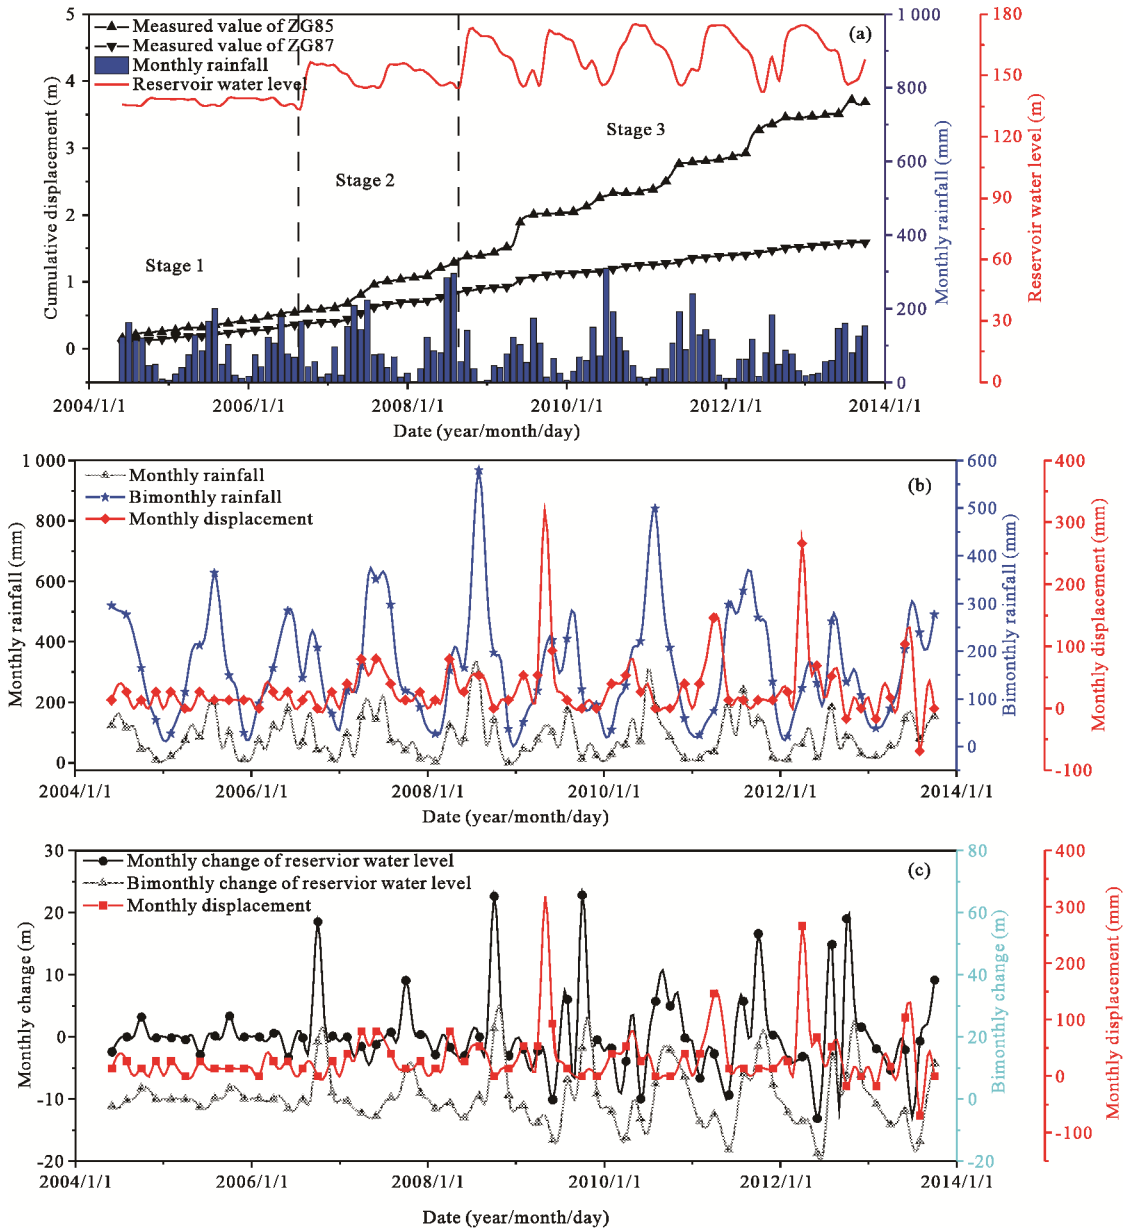 5
4
3
2
1
0
Cumulative displacement (m)
Measured value of ZG85
Measured value of ZG87
Monthly rainfall
Reservoir water level
Stage 1
Stage 2
Stage 3
(a)
1 000
800
600
400
200
0
Monthly rainfall (mm)
180
150
120
90
60
30
0
Reservoir water level (m)
2004/1/1 2006/1/1 2008/1/1 2010/1/1 2012/1/1 2014/1/1
Date (year/month/day)
1 000
800
600
400
200
0
Monthly rainfall (mm)
Monthly rainfall
Bimonthly rainfall
Monthly displacement
(b)
600
500
400
300
200
100
0
Bimonthly rainfall (mm)
400
300
200
100
0
-100
Monthly displacement (mm)
2004/1/1 2006/1/1 2008/1/1 2010/1/1 2012/1/1 2014/1/1
Date (year/month/day)
30
20
10
0
-10
-20
Monthly change (m)
Monthly change of reservior water level
Bimonthly change of reservior water level
Monthly displacement
(c)
80
60
40
20
0
-20
Bimonthly change (m)
400
300
200
100
0
-100
Monthly displacement (mm)
2004/1/1 2006/1/1 2008/1/1 2010/1/1 2012/1/1 2014/1/1
Date (year/month/day)